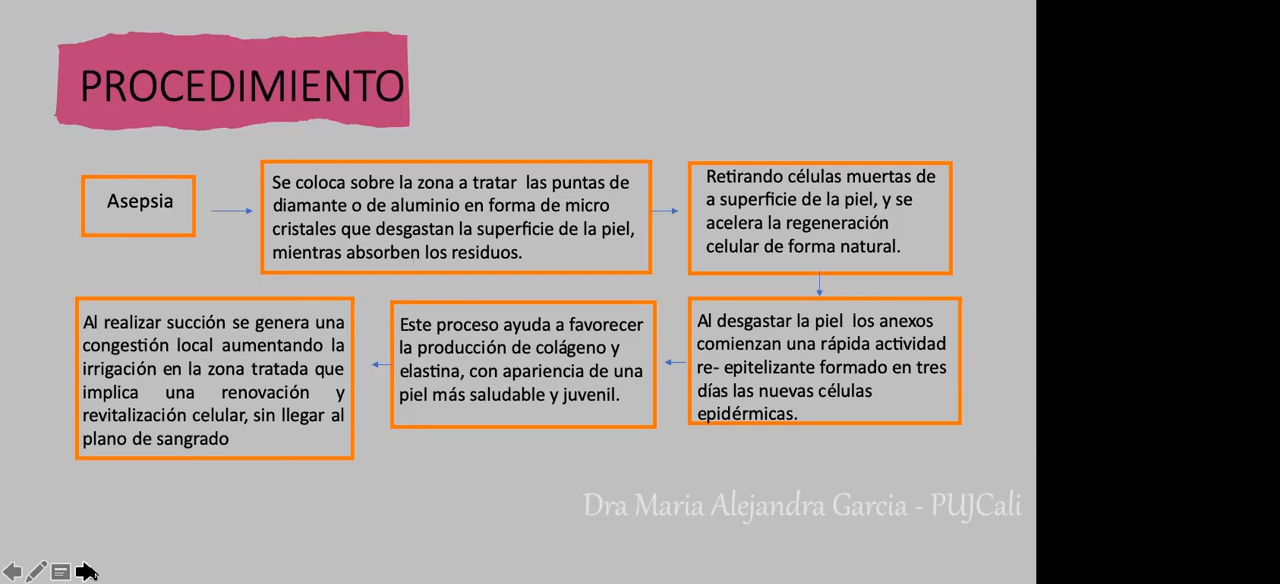 PROCEDIMIENTO
Asepsia
Se coloca sobre la zona a tratar las puntas de
diamante o de aluminio en forma de micro
cristales que desgastan la superficie de la piel,
mientras absorben los residuos.
Retirando células muertas de
a superficie de la piel, y se
acelera la regeneración
celular de forma natural.
Al desgastar la piel los anexos
comienzan una rápida actividad
re- epitelizante formado en tres
días las nuevas células
epidérmicas.
Este proceso ayuda a favorecer
la producción de colágeno y
elastina, con apariencia de una
piel más saludable y juvenil.
Al realizar succión se genera una
congestión local aumentando la
irrigación en la zona tratada que
implica una renovación y
revitalización celular, sin llegar al
plano de sangrado
Dra Maria Alejandra Garcia - PUJCali